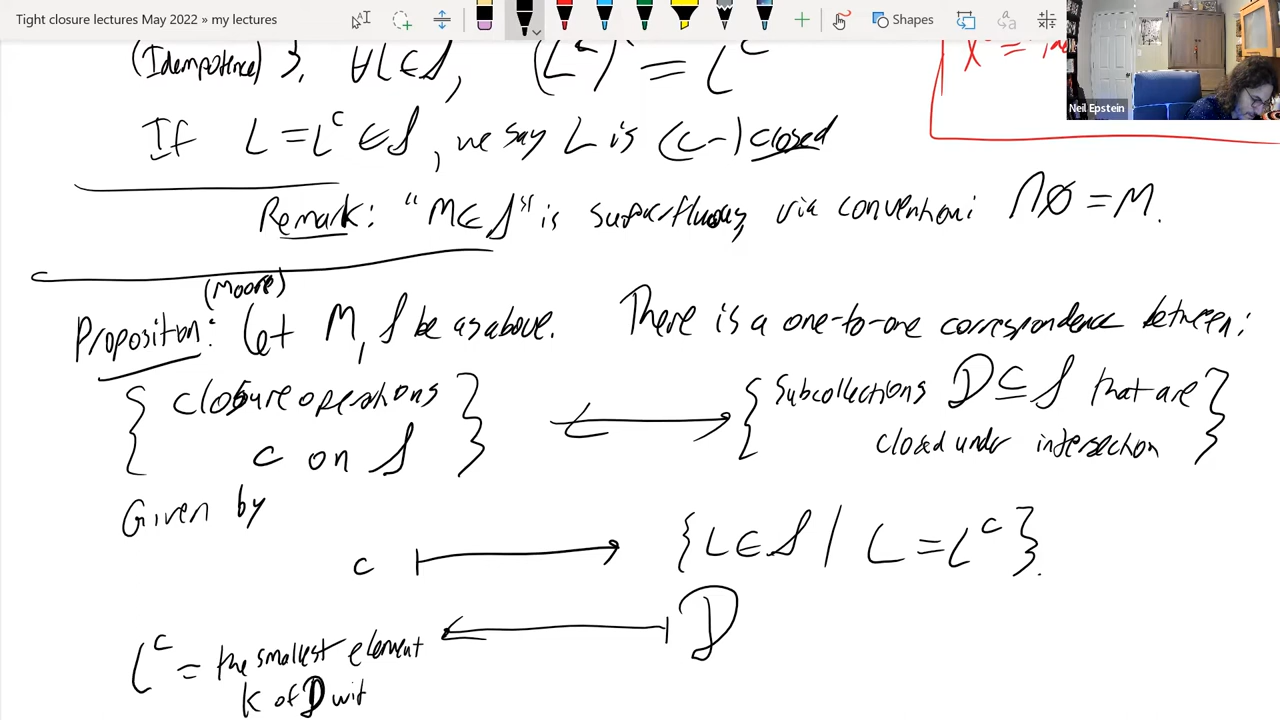 Tight closure lectures May 2022 » my lectures
Shapes
(Idempotence) 3. ∀L∈S, (L^c)^c = L^c
Neil Epstein
If L = L^c ∈ S, we say L is (c-) closed
Remark: "M∈S" is superfluous, via convention: ∩∅ = M.
(Moore)
Proposition: Let M, S be as above. There is a one-to-one correspondence between:
{ closure operations c on S } ⟷ { subcollections D ⊆ S that are closed under intersection }
Given by
c ⟼ {L∈S | L = L^c}.
L^c = the smallest element ⟵ D
K of D wit